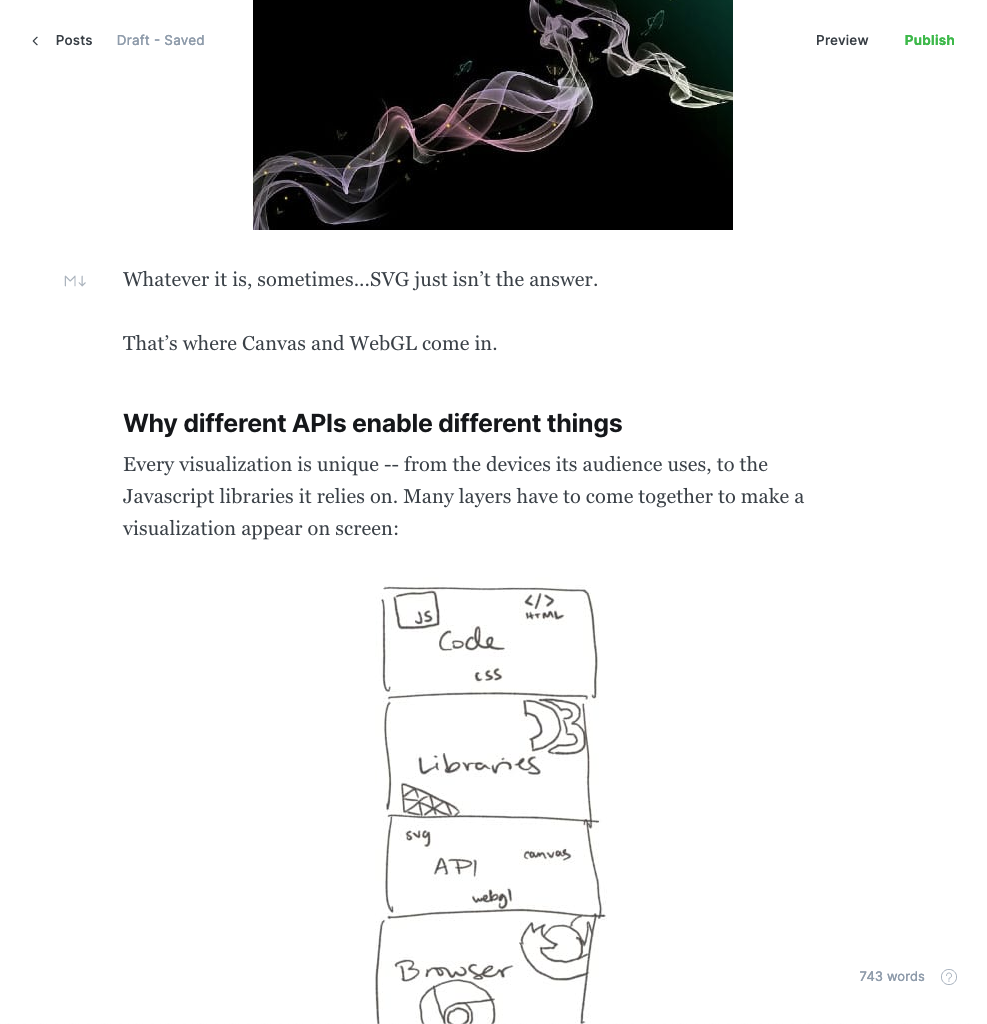 Posts Draft - Saved Preview Publish
M↓ Whatever it is, sometimes...SVG just isn’t the answer.
That’s where Canvas and WebGL come in.
Why different APIs enable different things
Every visualization is unique -- from the devices its audience uses, to the
Javascript libraries it relies on. Many layers have to come together to make a
visualization appear on screen:
JS </>
HTML
Code
css
D3
Libraries
svg
canvas
API
webgl
Browser
743 words ?